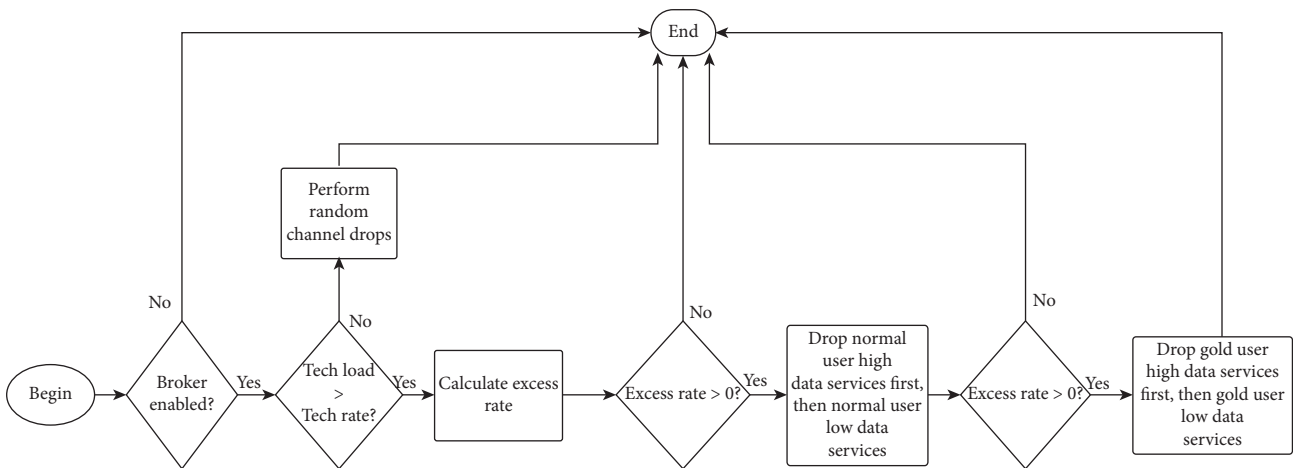 End
Perform
random
channel drops
No
No
No
No
Begin
Broker
enabled?
Yes
Tech load
>
Tech rate?
Yes
Calculate excess
rate
Excess rate > 0?
Yes
Drop normal
user high
data services first,
then normal user
low data
services
Excess rate > 0?
Yes
Drop gold user
high data services
first, then gold user
low data
services